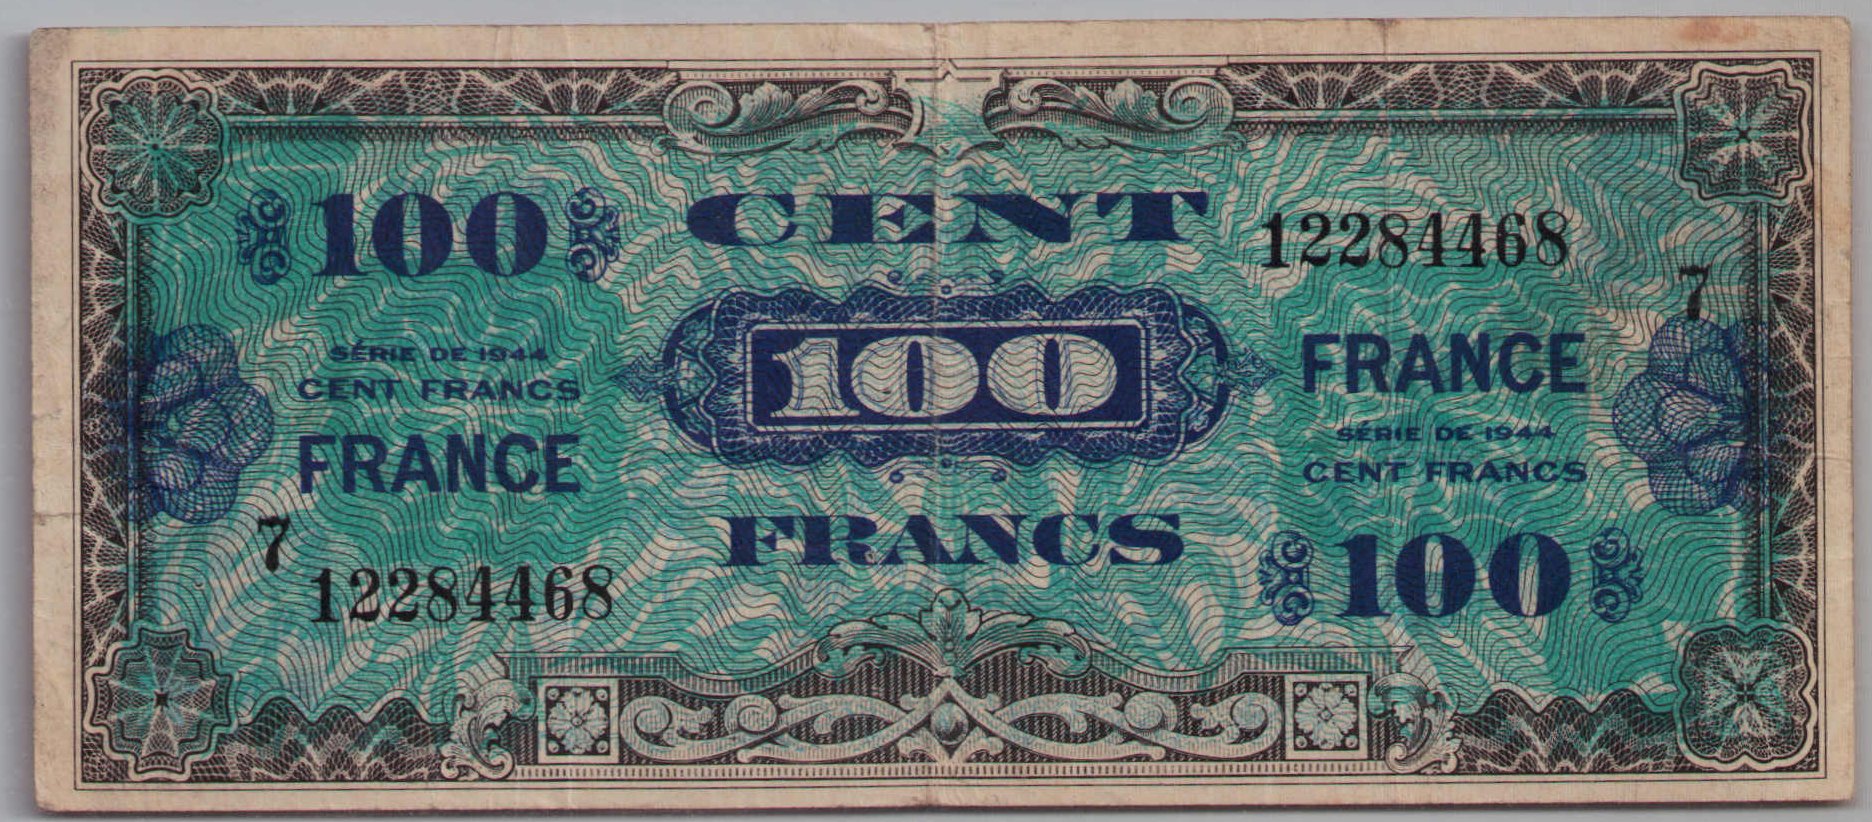 100 CENT 12284468
7
100
SÉRIE DE 1944
CENT FRANCS
FRANCE
FRANCE
SÉRIE DE 1944
CENT FRANCS
7
12284468
FRANCS
100